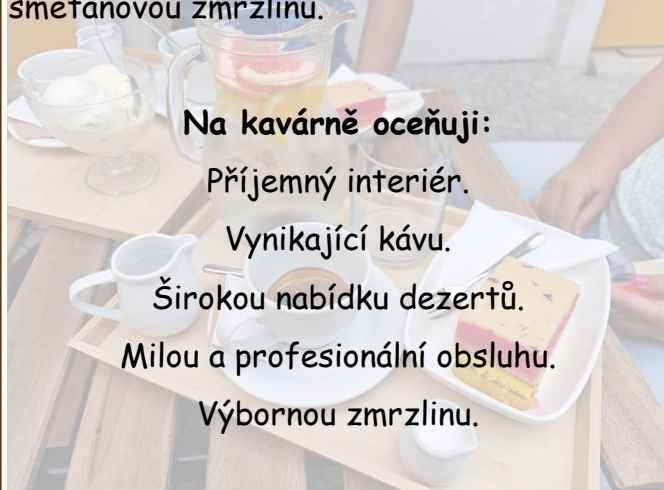 smetanovou zmrzlinu.
Na kavárně oceňuji:
Příjemný interiér.
Vynikající kávu.
Širokou nabídku dezertů.
Milou a profesionální obsluhu.
Výbornou zmrzlinu.